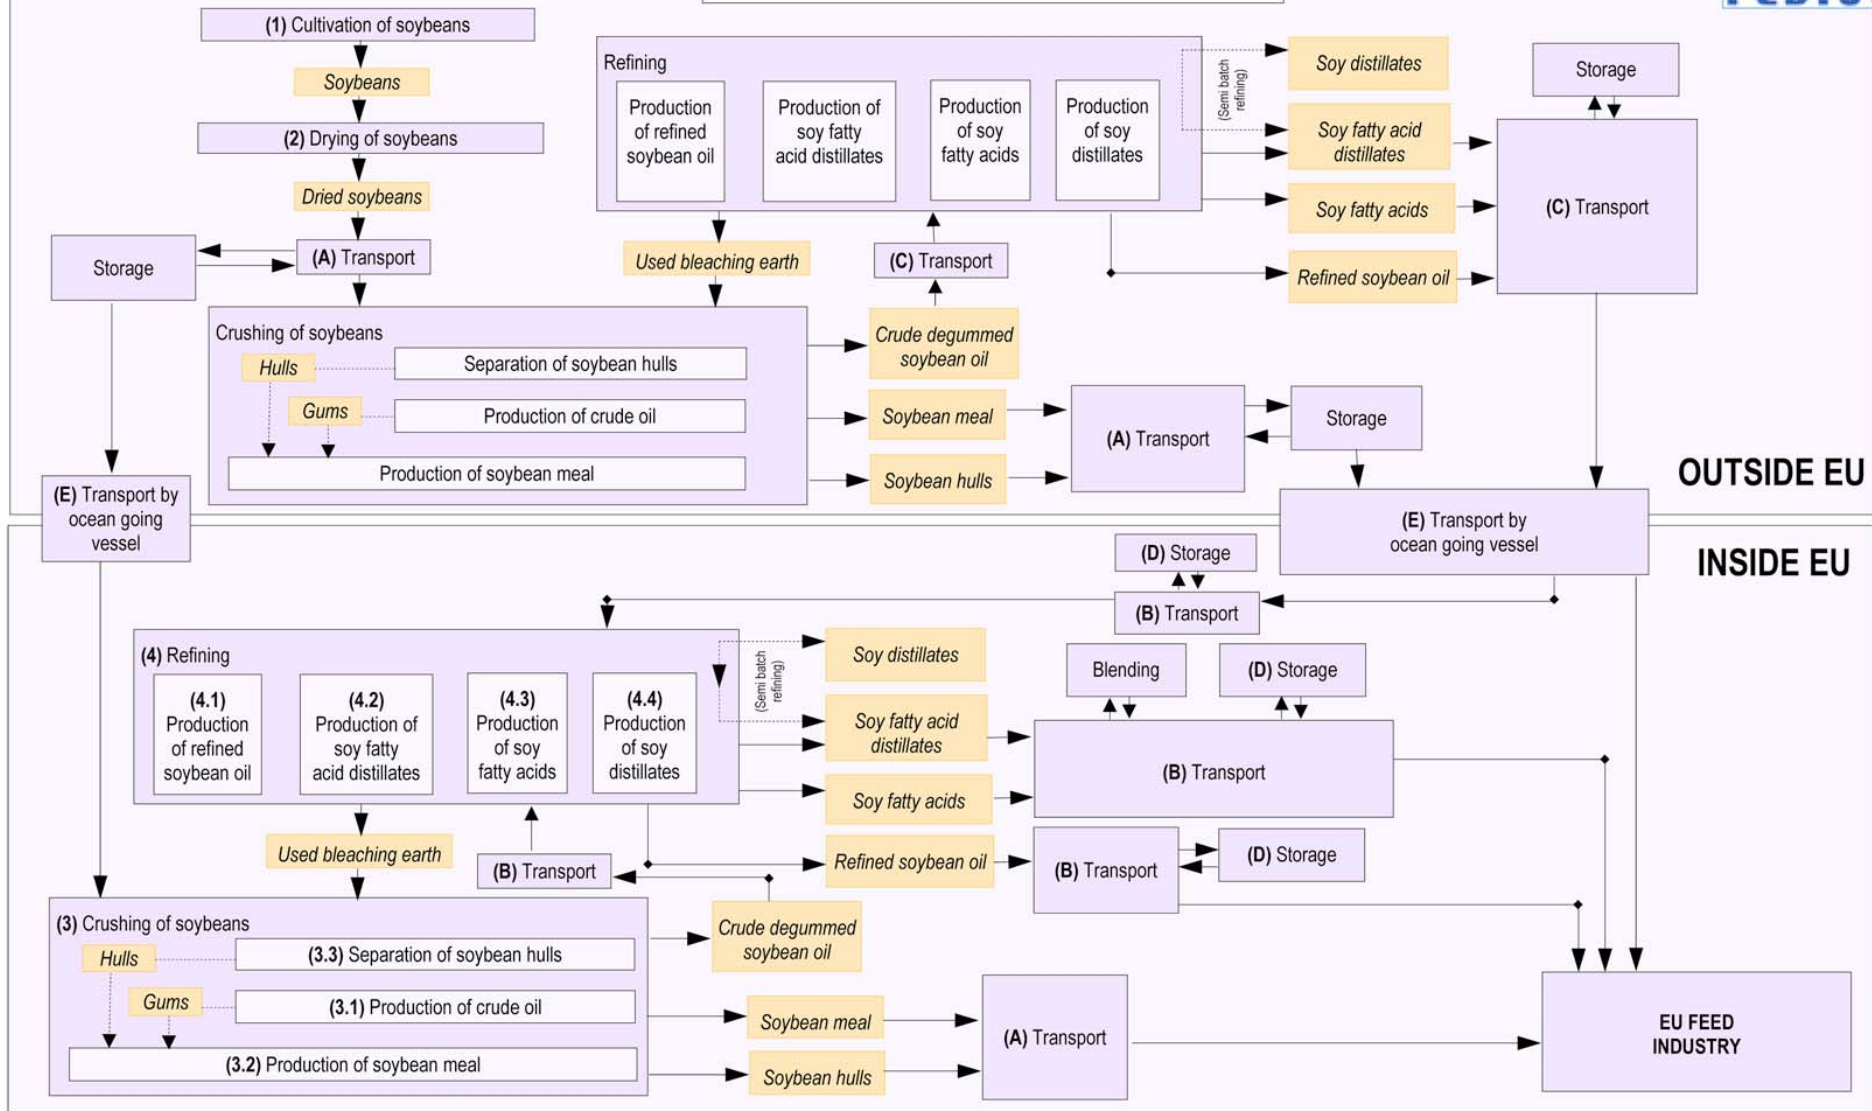 (1) Cultivation of soybeans
Soybeans
(2) Drying of soybeans
Dried soybeans
(A) Transport
Storage
Refining
Production
of refined
soybean oil
Production of
soy fatty
acid distillates
Production
of soy
fatty acids
Production
of soy
distillates
(Semi batch
refining)
Soy distillates
Soy fatty acid
distillates
Soy fatty acids
Refined soybean oil
Storage
(C) Transport
Used bleaching earth
(C) Transport
Crushing of soybeans
Hulls
Separation of soybean hulls
Gums
Production of crude oil
Production of soybean meal
Crude degummed
soybean oil
Soybean meal
Soybean hulls
(A) Transport
Storage
OUTSIDE EU
(E) Transport by
ocean going
vessel
(E) Transport by
ocean going vessel
INSIDE EU
(D) Storage
(B) Transport
(4) Refining
(4.1)
Production
of refined
soybean oil
(4.2)
Production of
soy fatty
acid distillates
(4.3)
Production
of soy
fatty acids
(4.4)
Production
of soy
distillates
(Semi batch
refining)
Soy distillates
Soy fatty acid
distillates
Soy fatty acids
Refined soybean oil
Blending
(D) Storage
(B) Transport
(B) Transport
(D) Storage
Used bleaching earth
(B) Transport
(3) Crushing of soybeans
Hulls
(3.3) Separation of soybean hulls
Gums
(3.1) Production of crude oil
(3.2) Production of soybean meal
Crude degummed
soybean oil
Soybean meal
Soybean hulls
(A) Transport
EU FEED
INDUSTRY